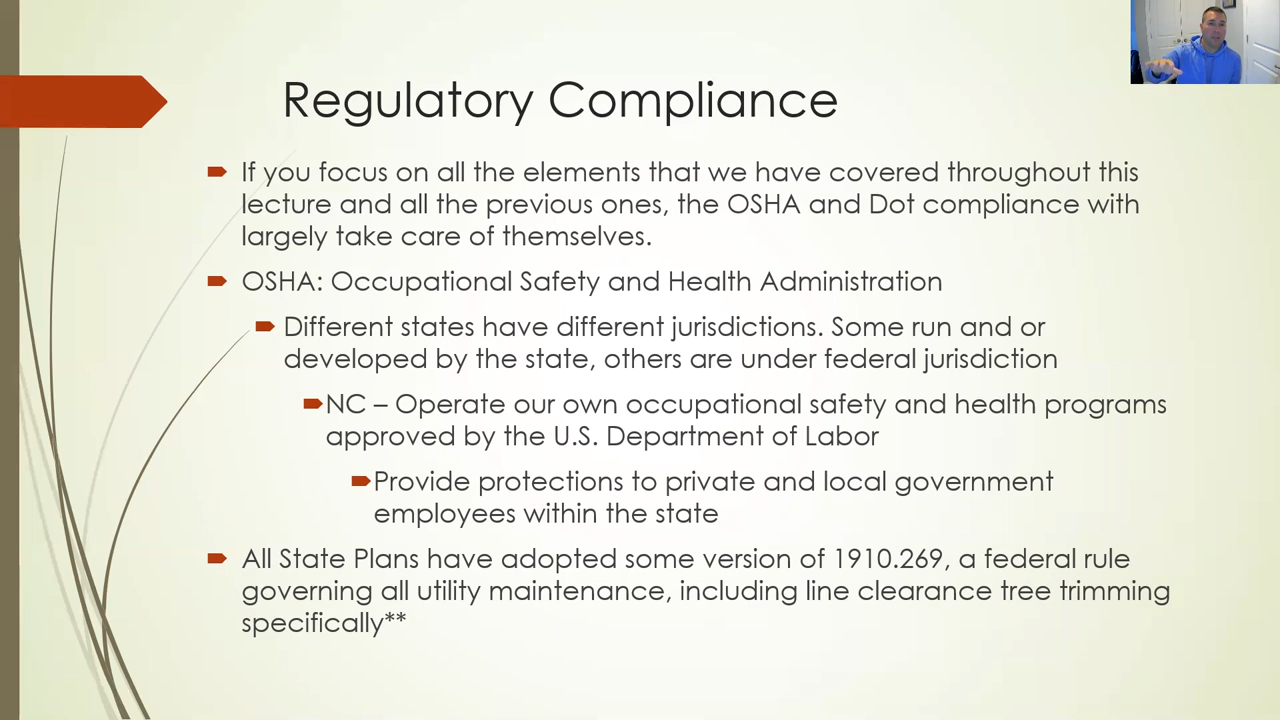 Regulatory Compliance
If you focus on all the elements that we have covered throughout this
lecture and all the previous ones, the OSHA and Dot compliance with
largely take care of themselves.
OSHA: Occupational Safety and Health Administration
Different states have different jurisdictions. Some run and or
developed by the state, others are under federal jurisdiction
NC – Operate our own occupational safety and health programs
approved by the U.S. Department of Labor
Provide protections to private and local government
employees within the state
All State Plans have adopted some version of 1910.269, a federal rule
governing all utility maintenance, including line clearance tree trimming
specifically**